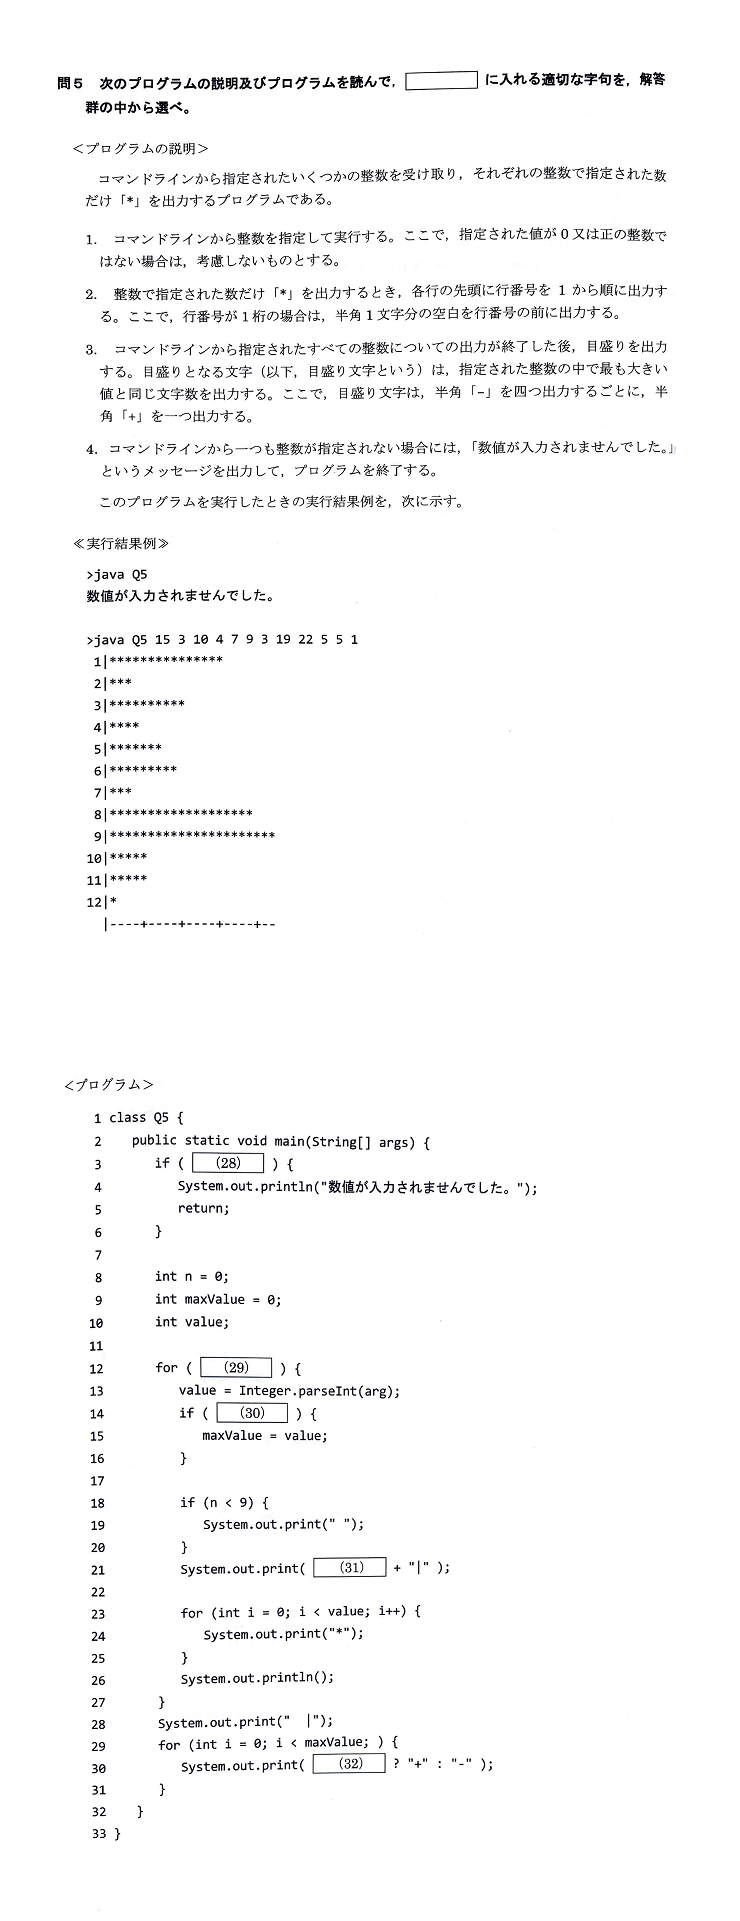 問5 次のプログラムの説明及びプログラムを読んで, に入れる適切な字句を, 解答
群の中から選べ。
＜プログラムの説明＞
コマンドラインから指定されたいくつかの整数を受け取り, それぞれの整数で指定された数
だけ「*」を出力するプログラムである。
1. コマンドラインから整数を指定して実行する。ここで, 指定された値が 0 又は正の整数で
はない場合は, 考慮しないものとする。
2. 整数で指定された数だけ「*」を出力するとき, 各行の先頭に行番号を 1 から順に出力す
る。ここで, 行番号が 1 桁の場合は, 半角 1 文字分の空白を行番号の前に出力する。
3. コマンドラインから指定されたすべての整数についての出力が終了した後, 目盛りを出力
する。目盛りとなる文字（以下, 目盛り文字という）は, 指定された整数の中で最も大きい
値と同じ文字数を出力する。ここで, 目盛り文字は, 半角「−」を四つ出力するごとに, 半
角「+」を一つ出力する。
4. コマンドラインから一つも整数が指定されない場合には,「数値が入力されませんでした。」
というメッセージを出力して, プログラムを終了する。
このプログラムを実行したときの実行結果例を, 次に示す。
≪実行結果例≫
>java Q5
数値が入力されませんでした。
>java Q5 15 3 10 4 7 9 3 19 22 5 5 1
1|***************
2|***
3|**********
4|****
5|*******
6|*********
7|***
8|*******************
9|**********************
10|*****
11|*****
12|*
|----+----+----+----+--
＜プログラム＞
1 class Q5 {
2 public static void main(String[] args) {
3 if ( (28) ) {
4 System.out.println("数値が入力されませんでした。");
5 return;
6 }
7
8 int n = 0;
9 int maxValue = 0;
10 int value;
11
12 for ( (29) ) {
13 value = Integer.parseInt(arg);
14 if ( (30) ) {
15 maxValue = value;
16 }
17
18 if (n < 9) {
19 System.out.print(" ");
20 }
21 System.out.print( (31) + "|" );
22
23 for (int i = 0; i < value; i++) {
24 System.out.print("*");
25 }
26 System.out.println();
27 }
28 System.out.print("  |");
29 for (int i = 0; i < maxValue; ) {
30 System.out.print( (32) ? "+" : "-" );
31 }
32 }
33 }